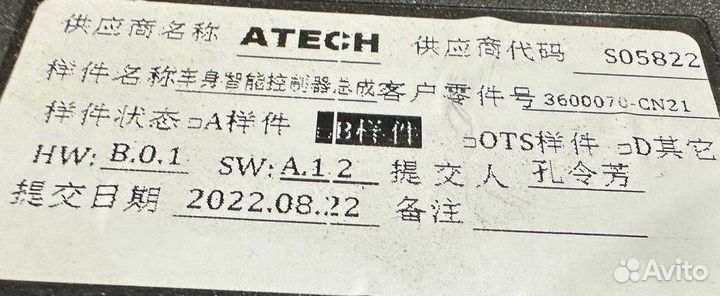 供应商名称 ATECH 供应商代码 S05822
样件名称车身智能控制器总成客户零件号 3600070-CN21
样件状态 □A样件 □B样件 □OTS样件 □D其它
HW: B.0.1 SW: A.1.2 提交人 孔令芳
提交日期 2022.08.22 备注
Avito